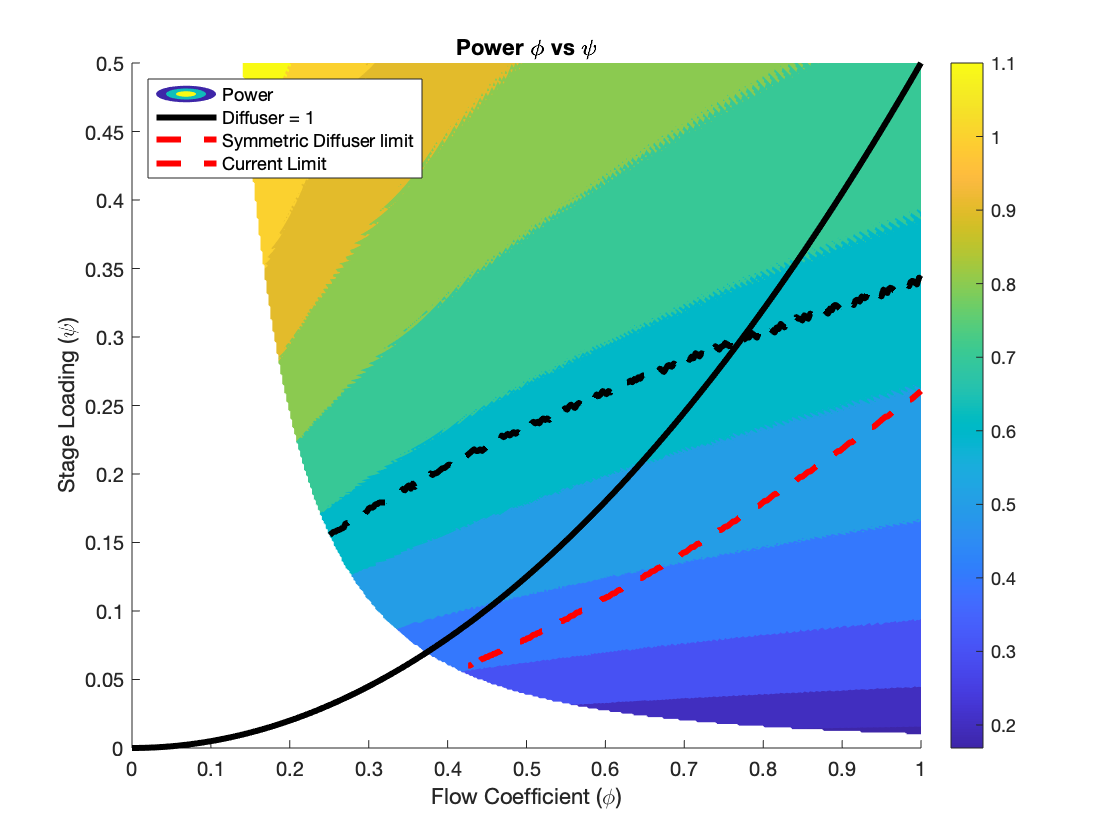 Power ϕ vs ψ
Power
Diffuser = 1
Symmetric Diffuser limit
Current Limit
Stage Loading (ψ)
0.5
0.45
0.4
0.35
0.3
0.25
0.2
0.15
0.1
0.05
0
0 0.1 0.2 0.3 0.4 0.5 0.6 0.7 0.8 0.9 1
Flow Coefficient (ϕ)
1.1
1
0.9
0.8
0.7
0.6
0.5
0.4
0.3
0.2